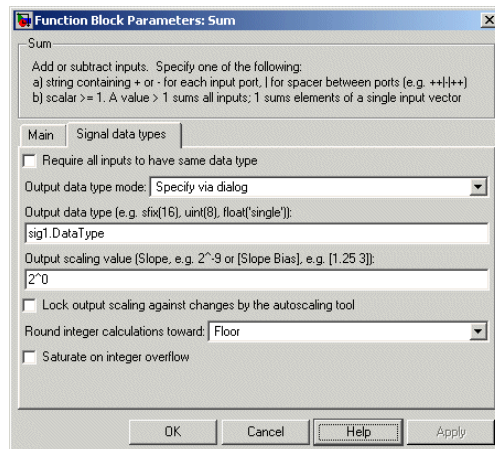 Function Block Parameters: Sum
Sum
Add or subtract inputs. Specify one of the following:
a) string containing + or - for each input port, | for spacer between ports (e.g. ++|-|++)
b) scalar >= 1. A value > 1 sums all inputs; 1 sums elements of a single input vector
Main Signal data types
Require all inputs to have same data type
Output data type mode: Specify via dialog
Output data type (e.g. sfix(16), uint(8), float('single')):
sig1.DataType
Output scaling value (Slope, e.g. 2^-9 or [Slope Bias], e.g. [1.25 3]):
2^0
Lock output scaling against changes by the autoscaling tool
Round integer calculations toward: Floor
Saturate on integer overflow
OK Cancel Help Apply